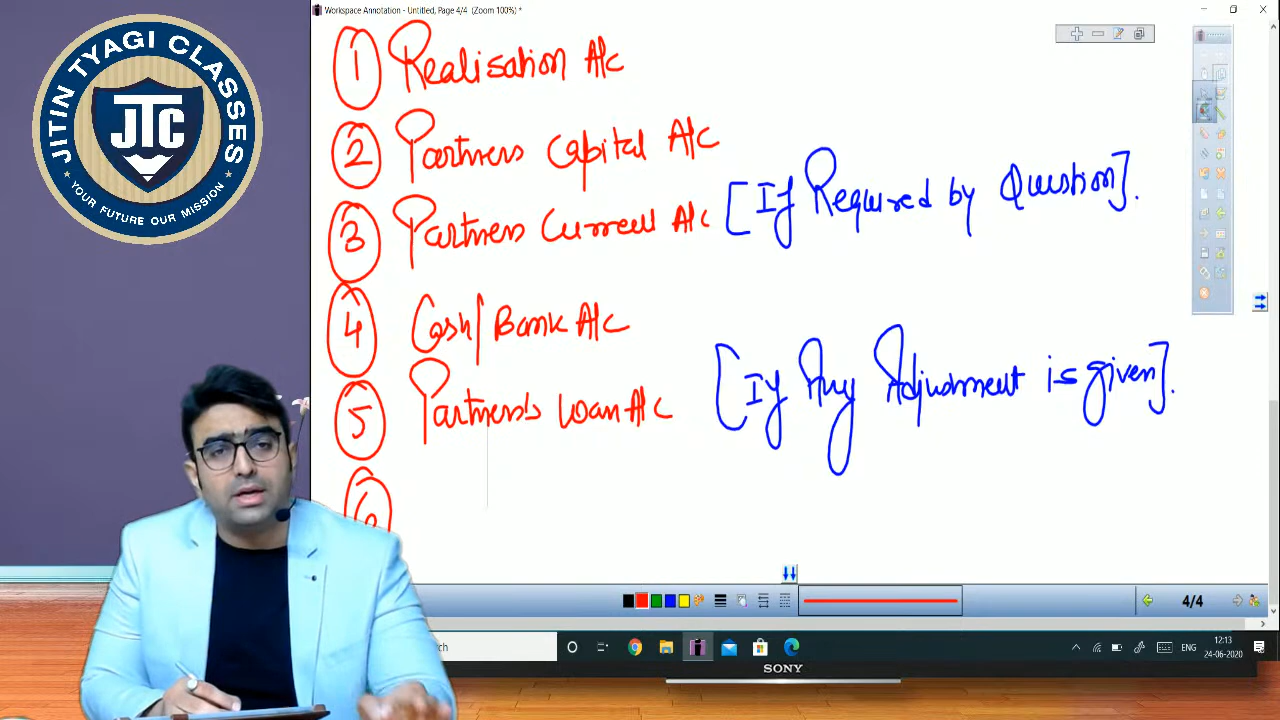 JITIN TYAGI CLASSES
JTC
YOUR FUTURE OUR MISSION
Workspace Annotation - Untitled, Page 4/4 (Zoom 100%) *
1 Realisation A/c
2 Partners Capital A/c
3 Partners Current A/c [If Required by Question].
4 Cash/Bank A/c
5 Partner's Loan A/c [If Any Adjustment is given].
6
4/4
rch
ENG
12:13
24-06-2020
SONY